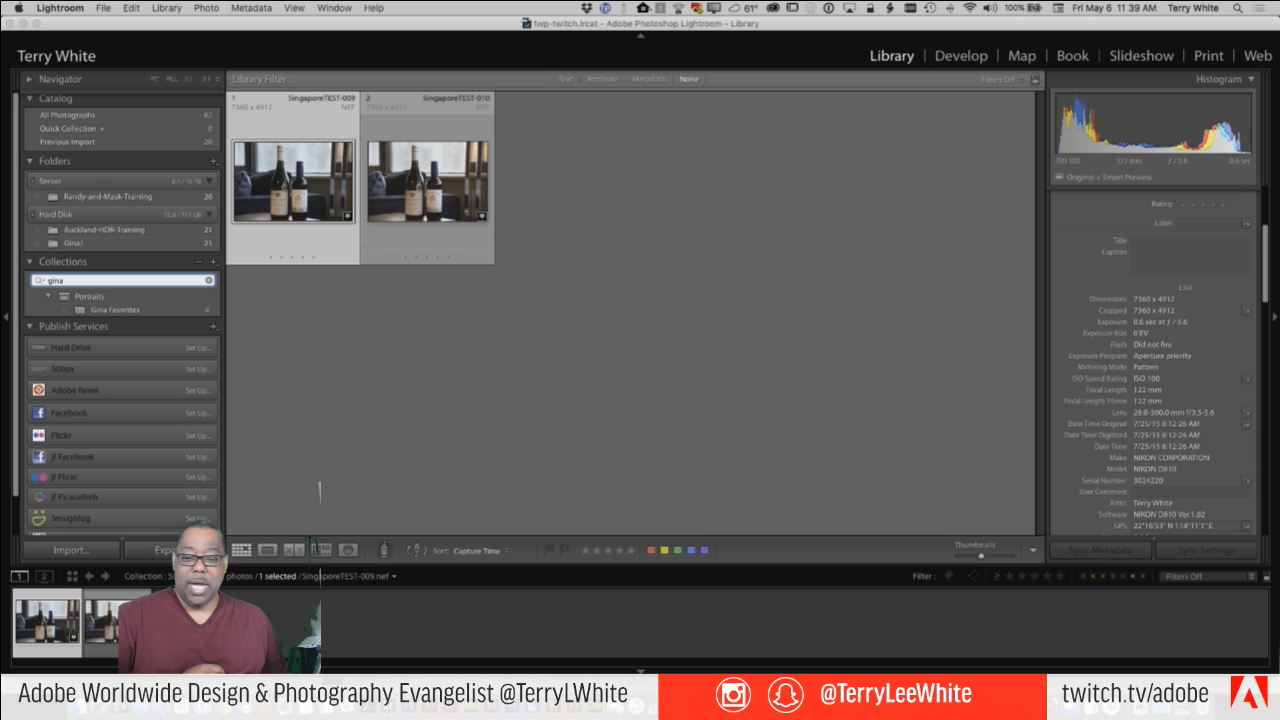 Lightroom File Edit Library Photo Metadata View Window Help
61° 100% Fri May 6 11:39 AM Terry White
twp-twitch.lrcat - Adobe Photoshop Lightroom - Library
Terry White
Library | Develop | Map | Book | Slideshow | Print | Web
Navigator FIT FILL 1:1 3:1
Library Filter: Text Attribute Metadata None Filters Off
Histogram
Catalog
All Photographs 62
Quick Collection + 0
Previous Import 20
Folders +
Server
Randy-and-Mask-Training 20
Hard Disk
Auckland-HDR-Training 21
GinaJ 21
Collections − +
gina
Portraits
Gina Favorites 4
Publish Services +
Hard Drive Set Up...
500px Set Up...
Adobe Revel Set Up...
Facebook Set Up...
Flickr Set Up...
jf Facebook Set Up...
jf Flickr Set Up...
jf PicasaWeb Set Up...
SmugMug Set Up...
1 SingaporeTEST-009
7360 x 4912 NEF
2 SingaporeTEST-010
7360 x 4912 NEF
ISO 100 122 mm ƒ / 5.6 0.6 sec
Original + Smart Preview
Rating
Label
Title
Caption
EXIF
Dimensions 7360 x 4912
Cropped 7360 x 4912
Exposure 0.6 sec at ƒ / 5.6
Exposure Bias 0 EV
Flash Did not fire
Exposure Program Aperture priority
Metering Mode Pattern
ISO Speed Rating ISO 100
Focal Length 122 mm
Focal Length 35mm 122 mm
Lens 28.0-300.0 mm f/3.5-5.6
Date Time Original 7/25/15 8:12:26 AM
Date Time Digitized 7/25/15 8:12:26 AM
Date Time 7/25/15 8:12:26 AM
Make NIKON CORPORATION
Model NIKON D810
Serial Number 3024220
User Comment
Artist Terry White
Software NIKON D810 Ver.1.02
GPS 22°16'53" N 114°11'1" E
Import... Sort: Capture Time Thumbnails Sync Metadata Sync Settings
1 2 Collection : photos / 1 selected / SingaporeTEST-009.nef Filter : Filters Off
Adobe Worldwide Design & Photography Evangelist @TerryLWhite
@TerryLeeWhite
twitch.tv/adobe